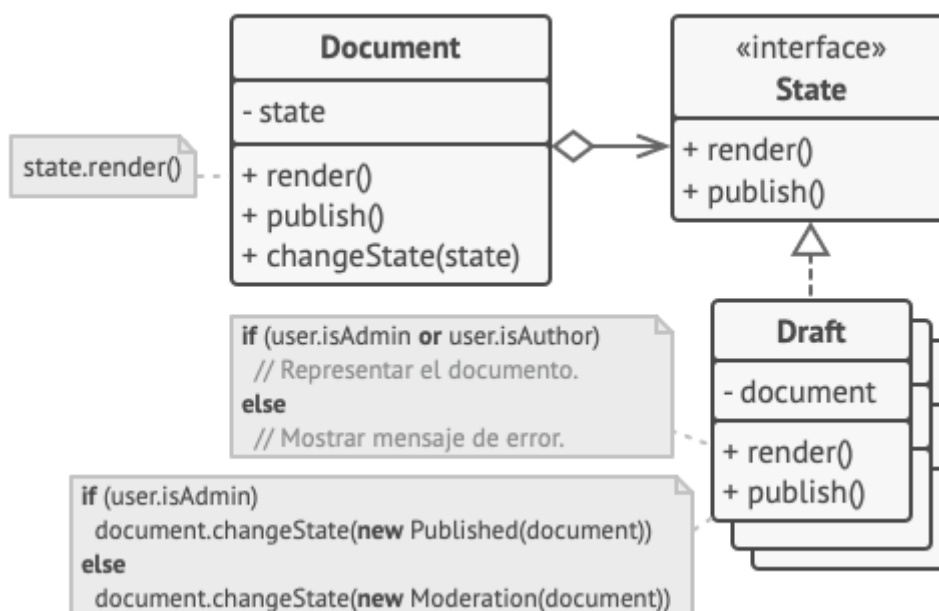 Document
- state
+ render()
+ publish()
+ changeState(state)
state.render()
«interface»
State
+ render()
+ publish()
Draft
- document
+ render()
+ publish()
if (user.isAdmin or user.isAuthor)
// Representar el documento.
else
// Mostrar mensaje de error.
if (user.isAdmin)
document.changeState(new Published(document))
else
document.changeState(new Moderation(document))